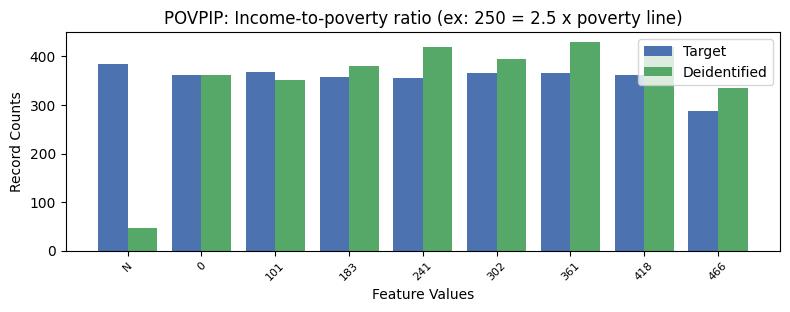 POVPIP: Income-to-poverty ratio (ex: 250 = 2.5 x poverty line)
Target
Deidentified
Record Counts
400
300
200
100
0
N 0 101 183 241 302 361 418 466
Feature Values